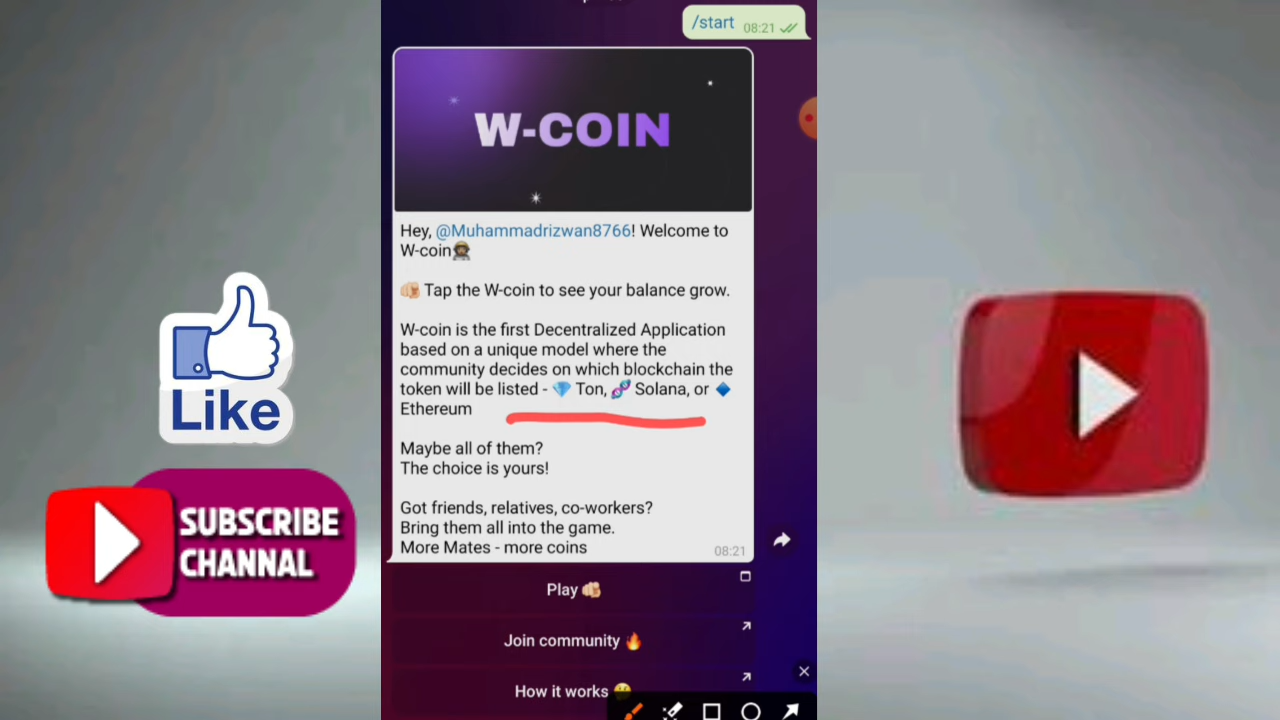 /start 08:21
W-COIN
Hey, @Muhammadrizwan8766! Welcome to
W-coin
Tap the W-coin to see your balance grow.
W-coin is the first Decentralized Application
based on a unique model where the
community decides on which blockchain the
token will be listed - 💎 Ton, 🧬 Solana, or 🔹
Ethereum
Maybe all of them?
The choice is yours!
Got friends, relatives, co-workers?
Bring them all into the game.
More Mates - more coins 08:21
Play
Join community 🔥
How it works
Like
SUBSCRIBE
CHANNEL